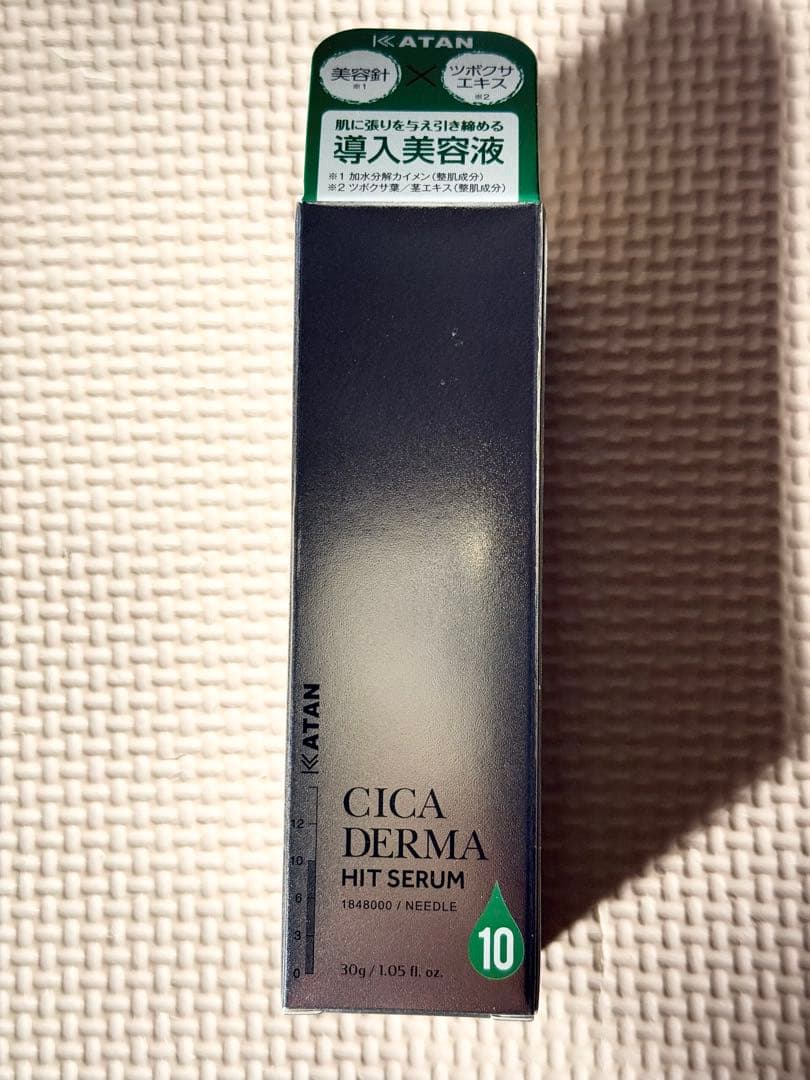 KATAN
美容針
※1
×
ツボクサ
エキス
※2
肌に張りを与え引き締める
導入美容液
※1 加水分解カイメン(整肌成分)
※2 ツボクサ葉/茎エキス(整肌成分)
KATAN
12
10
6
3
0
CICA
DERMA
HIT SERUM
1848000 / NEEDLE
10
30g / 1.05 fl. oz.